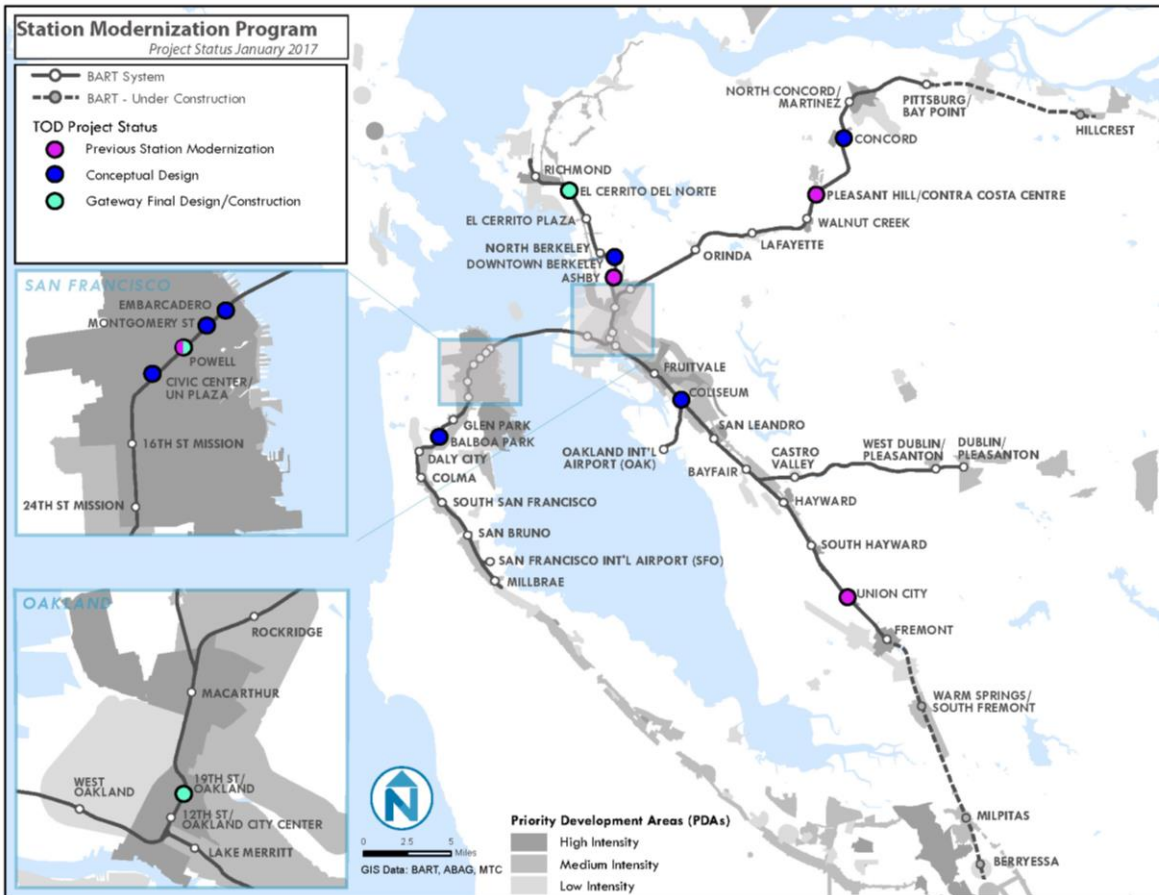 Station Modernization Program
Project Status January 2017
BART System
BART - Under Construction
TOD Project Status
Previous Station Modernization
Conceptual Design
Gateway Final Design/Construction
SAN FRANCISCO
EMBARCADERO
MONTGOMERY ST
POWELL
CIVIC CENTER/
UN PLAZA
16TH ST MISSION
24TH ST MISSION
OAKLAND
ROCKRIDGE
MACARTHUR
19TH ST/
OAKLAND
WEST
OAKLAND
12TH ST/
OAKLAND CITY CENTER
LAKE MERRITT
NORTH CONCORD/
MARTINEZ
PITTSBURG/
BAY POINT
HILLCREST
CONCORD
PLEASANT HILL/CONTRA COSTA CENTRE
WALNUT CREEK
LAFAYETTE
ORINDA
RICHMOND
EL CERRITO DEL NORTE
EL CERRITO PLAZA
NORTH BERKELEY
DOWNTOWN BERKELEY
ASHBY
FRUITVALE
COLISEUM
SAN LEANDRO
OAKLAND INT'L
AIRPORT (OAK)
BAYFAIR
CASTRO
VALLEY
WEST DUBLIN/
PLEASANTON
DUBLIN/
PLEASANTON
HAYWARD
SOUTH HAYWARD
UNION CITY
FREMONT
WARM SPRINGS/
SOUTH FREMONT
MILPITAS
BERRYESSA
GLEN PARK
BALBOA PARK
DALY CITY
COLMA
SOUTH SAN FRANCISCO
SAN BRUNO
SAN FRANCISCO INT'L AIRPORT (SFO)
MILLBRAE
N
0 2.5 5
Miles
GIS Data: BART, ABAG, MTC
Priority Development Areas (PDAs)
High Intensity
Medium Intensity
Low Intensity